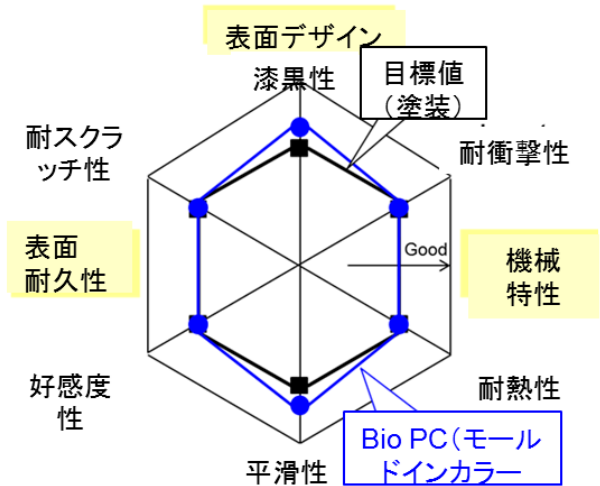 表面デザイン
漆黒性
目標値
（塗装）
耐スクラ
ッチ性
耐衝撃性
表面
耐久性
Good
機械
特性
好感度
性
耐熱性
Bio PC（モール
ドインカラー
平滑性